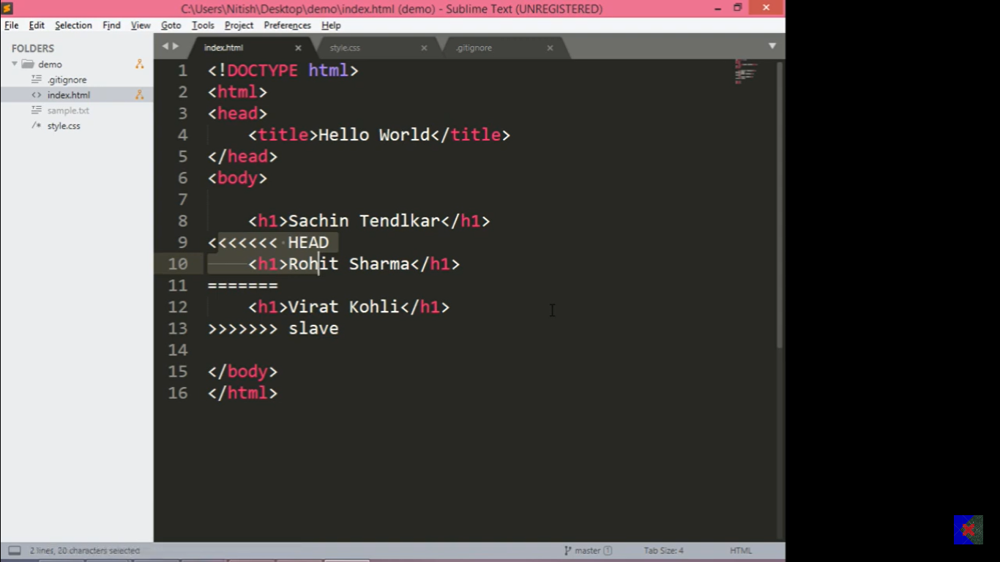 C:\Users\Nitish\Desktop\demo\index.html (demo) - Sublime Text (UNREGISTERED)
File Edit Selection Find View Goto Tools Project Preferences Help
FOLDERS
demo
.gitignore
index.html
sample.txt
style.css
index.html style.css .gitignore
1 <!DOCTYPE html>
2 <html>
3 <head>
4 <title>Hello World</title>
5 </head>
6 <body>
7
8 <h1>Sachin Tendlkar</h1>
9 <<<<<<< HEAD
10 <h1>Rohit Sharma</h1>
11 =======
12 <h1>Virat Kohli</h1>
13 >>>>>>> slave
14
15 </body>
16 </html>
2 lines, 20 characters selected master 1 Tab Size: 4 HTML